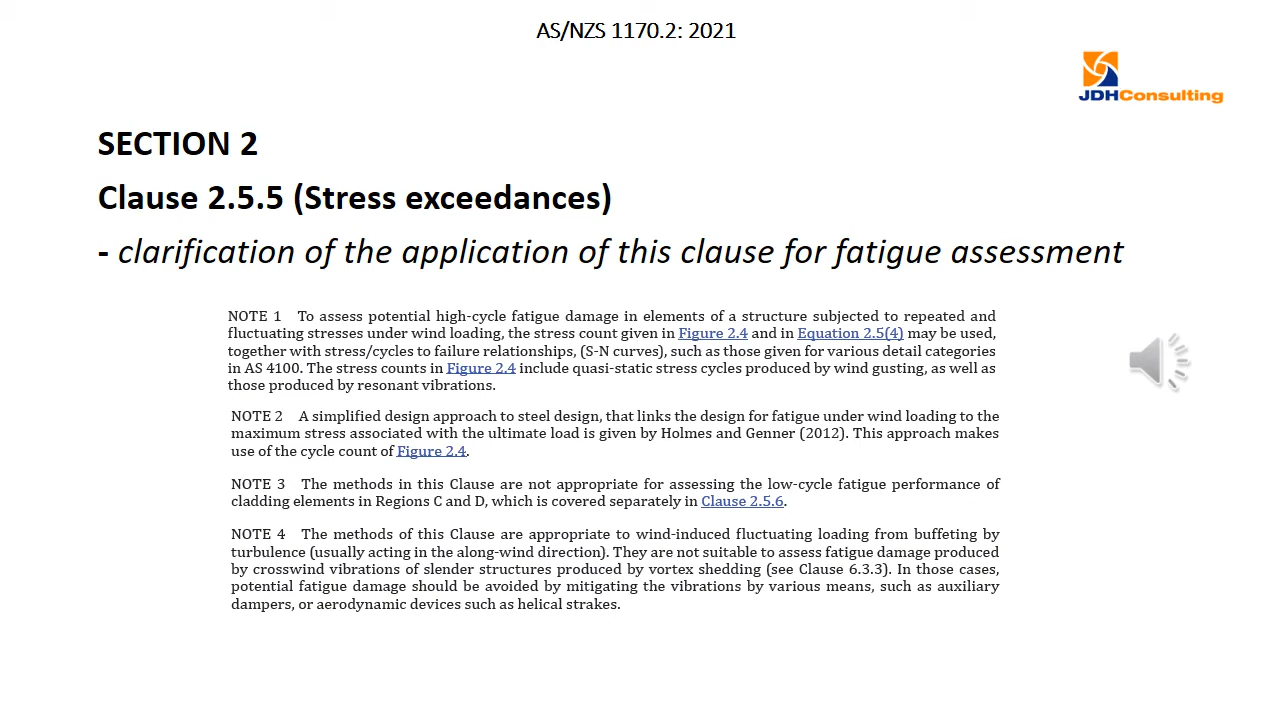 AS/NZS 1170.2: 2021
JDHConsulting
SECTION 2
Clause 2.5.5 (Stress exceedances)
- clarification of the application of this clause for fatigue assessment
NOTE 1 To assess potential high-cycle fatigue damage in elements of a structure subjected to repeated and
fluctuating stresses under wind loading, the stress count given in Figure 2.4 and in Equation 2.5(4) may be used,
together with stress/cycles to failure relationships, (S-N curves), such as those given for various detail categories
in AS 4100. The stress counts in Figure 2.4 include quasi-static stress cycles produced by wind gusting, as well as
those produced by resonant vibrations.
NOTE 2 A simplified design approach to steel design, that links the design for fatigue under wind loading to the
maximum stress associated with the ultimate load is given by Holmes and Genner (2012). This approach makes
use of the cycle count of Figure 2.4.
NOTE 3 The methods in this Clause are not appropriate for assessing the low-cycle fatigue performance of
cladding elements in Regions C and D, which is covered separately in Clause 2.5.6.
NOTE 4 The methods of this Clause are appropriate to wind-induced fluctuating loading from buffeting by
turbulence (usually acting in the along-wind direction). They are not suitable to assess fatigue damage produced
by crosswind vibrations of slender structures produced by vortex shedding (see Clause 6.3.3). In those cases,
potential fatigue damage should be avoided by mitigating the vibrations by various means, such as auxiliary
dampers, or aerodynamic devices such as helical strakes.